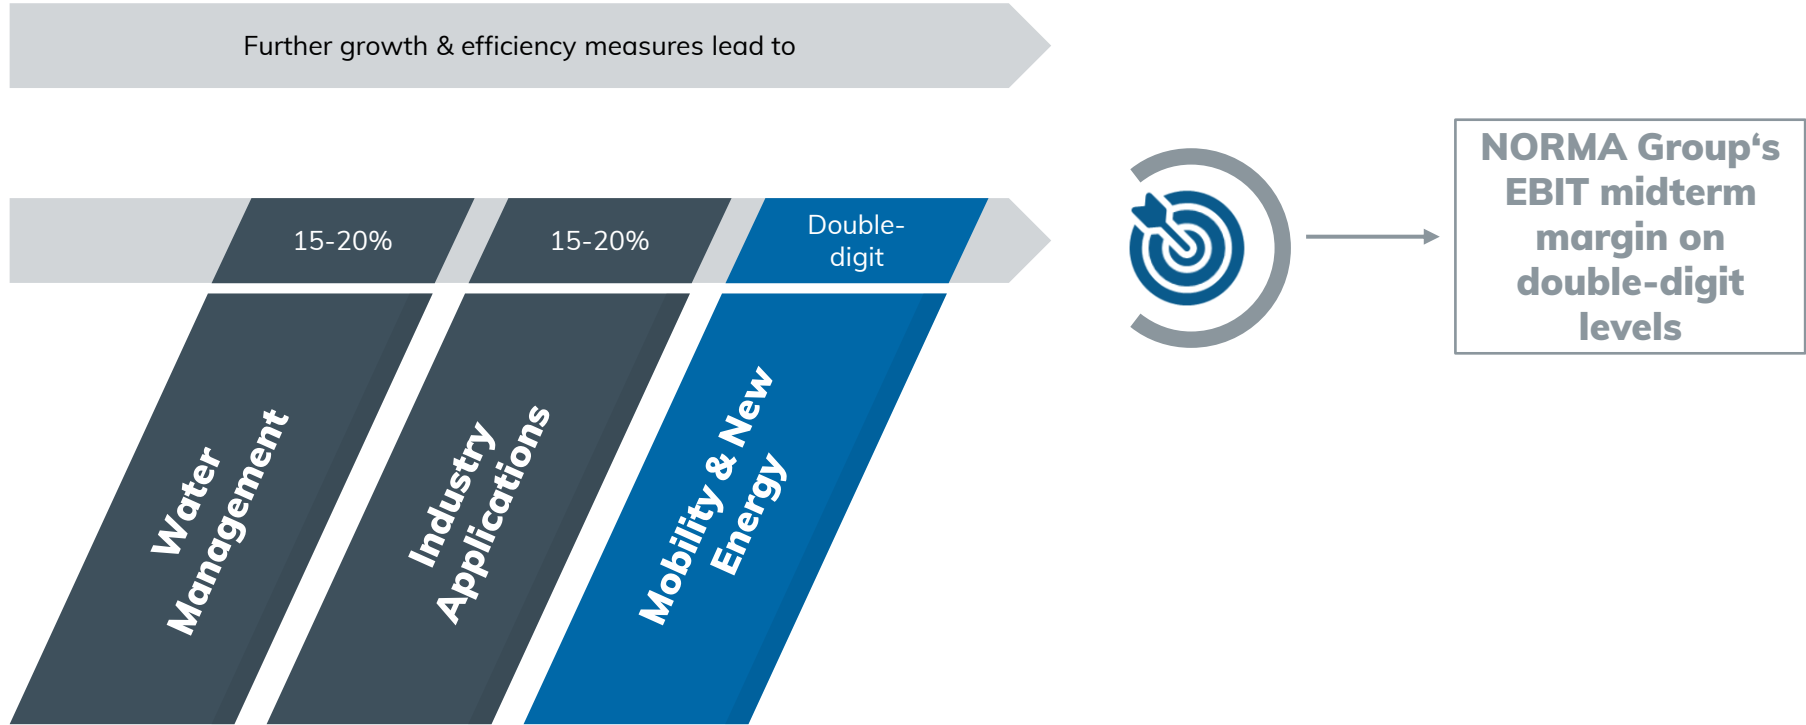 Further growth & efficiency measures lead to
15-20%
15-20%
Double-
digit
Water
Management
Industry
Applications
Mobility & New
Energy
NORMA Group‘s
EBIT midterm
margin on
double-digit
levels